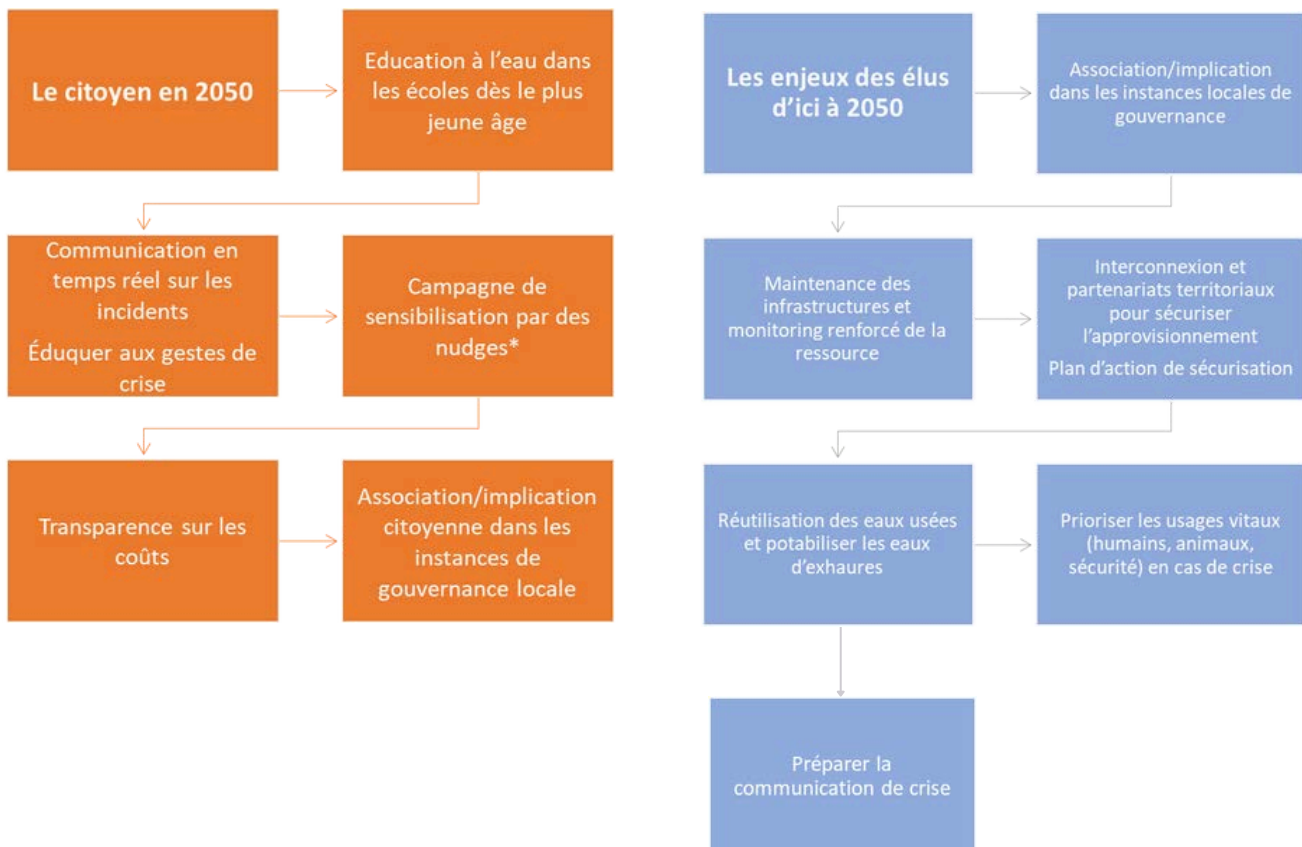 Le citoyen en 2050
Education à l’eau dans
les écoles dès le plus
jeune âge
Communication en
temps réel sur les
incidents
Éduquer aux gestes de
crise
Campagne de
sensibilisation par des
nudges*
Transparence sur les
coûts
Association/implication
citoyenne dans les
instances de
gouvernance locale
Les enjeux des élus
d’ici à 2050
Association/implication
dans les instances locales de
gouvernance
Maintenance des
infrastructures et
monitoring renforcé de la
ressource
Interconnexion et
partenariats territoriaux
pour sécuriser
l’approvisionnement
Plan d’action de sécurisation
Réutilisation des eaux usées
et potabiliser les eaux
d’exhaures
Prioriser les usages vitaux
(humains, animaux,
sécurité) en cas de crise
Préparer la
communication de crise